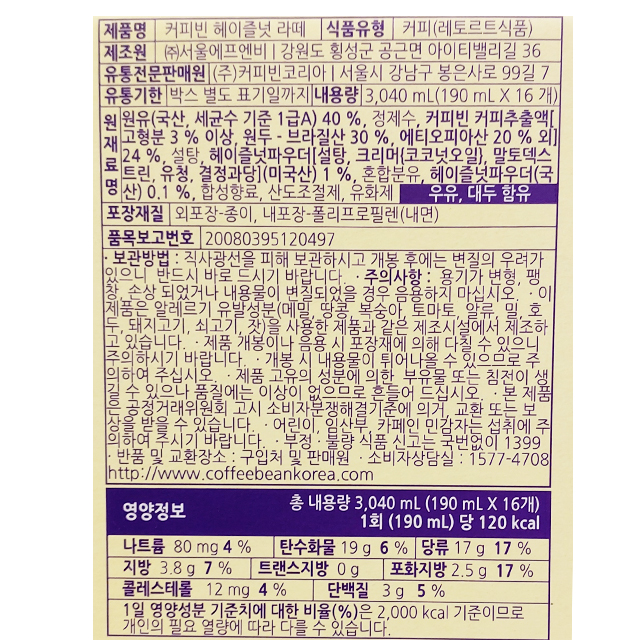 제품명 커피빈 헤이즐넛 라떼 식품유형 커피(레토르트식품)
제조원 ㈜서울에프엔비 | 강원도 횡성군 공근면 아이티밸리길 36
유통전문판매원 (주)커피빈코리아 | 서울시 강남구 봉은사로 99길 7
유통기한 박스 별도 표기일까지 내용량 3,040 mL(190 mL X 16 개)
원재료명 원유(국산, 세균수 기준 1급A) 40 %, 정제수, 커피빈 커피추출액[
고형분 3 % 이상, 원두 - 브라질산 30 %, 에티오피아산 20 % 외]
24 %, 설탕, 헤이즐넛파우더[설탕, 크리머{코코넛오일}, 말토덱스
트린, 유청, 결정과당](미국산) 1 %, 혼합분유, 헤이즐넛파우더(국
산) 0.1 %, 합성향료, 산도조절제, 유화제 우유, 대두 함유
포장재질 외포장-종이, 내포장-폴리프로필렌(내면)
품목보고번호 20080395120497
· 보관방법 : 직사광선을 피해 보관하시고 개봉 후에는 변질의 우려가
있으니 반드시 바로 드시기 바랍니다. · 주의사항 : 용기가 변형, 팽
창, 손상 되었거나 내용물이 변질되었을 경우 음용하지 마십시오. · 이
제품은 알레르기 유발성분(메밀, 땅콩, 복숭아, 토마토, 알류, 밀, 호
두, 돼지고기, 쇠고기, 잣)을 사용한 제품과 같은 제조시설에서 제조하
고 있습니다. · 제품 개봉이나 음용 시 포장재에 의해 다칠 수 있으니
주의하시기 바랍니다. · 개봉 시 내용물이 튀어나올 수 있으므로 주
의하여 주십시오. · 제품 고유의 성분에 의한 부유물 또는 침전이 생
길 수 있으나 품질에는 이상이 없으므로 흔들어 드십시오. · 본 제품
은 공정거래위원회 고시 소비자분쟁해결기준에 의거, 교환 또는 보
상을 받을 수 있습니다. · 어린이, 임산부, 카페인 민감자는 섭취에 주
의하여 주시기 바랍니다. · 부정·불량 식품 신고는 국번없이 1399
· 반품 및 교환장소 : 구입처 및 판매원 · 소비자상담실 : 1577-4708
http://www.coffeebeankorea.com
영양정보 총 내용량 3,040 mL (190 mL X 16개)
1회 (190 mL) 당 120 kcal
나트륨 80 mg 4 % 탄수화물 19 g 6 % 당류 17 g 17 %
지방 3.8 g 7 % 트랜스지방 0 g 포화지방 2.5 g 17 %
콜레스테롤 12 mg 4 % 단백질 3 g 5 %
1일 영양성분 기준치에 대한 비율(%)은 2,000 kcal 기준이므로
개인의 필요 열량에 따라 다를 수 있습니다.